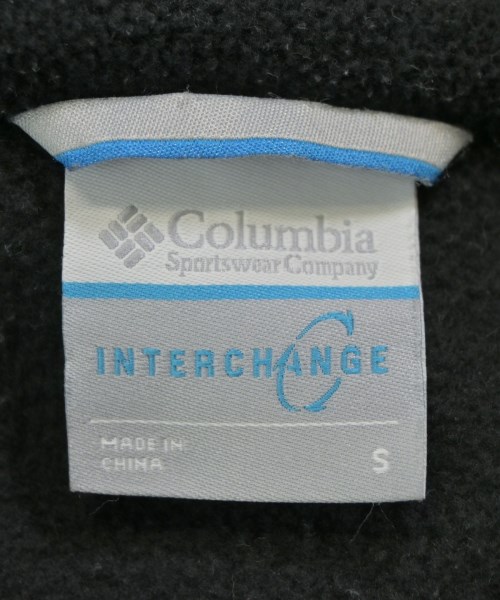 Columbia
Sportswear Company
INTERCHANGE
MADE IN
CHINA
S